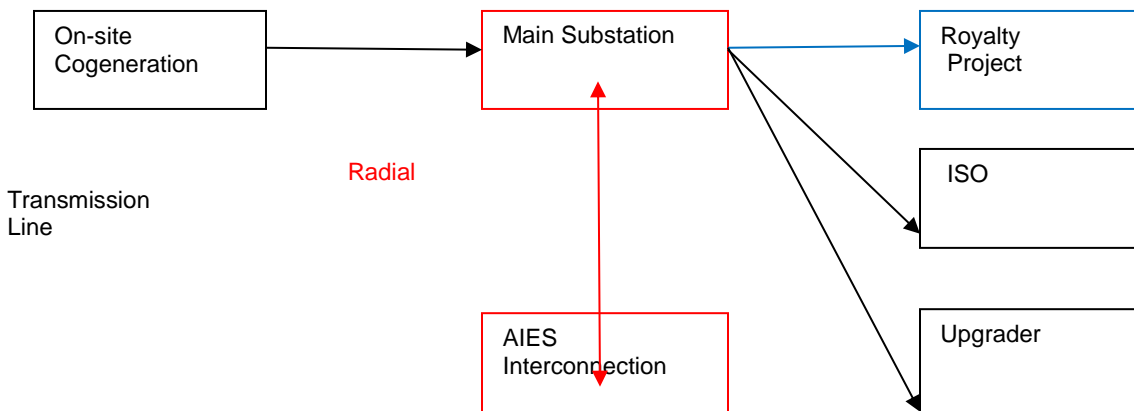 On-site
Cogeneration
Main Substation
Royalty
Project
Radial
ISO
Transmission
Line
AIES
Interconnection
Upgrader